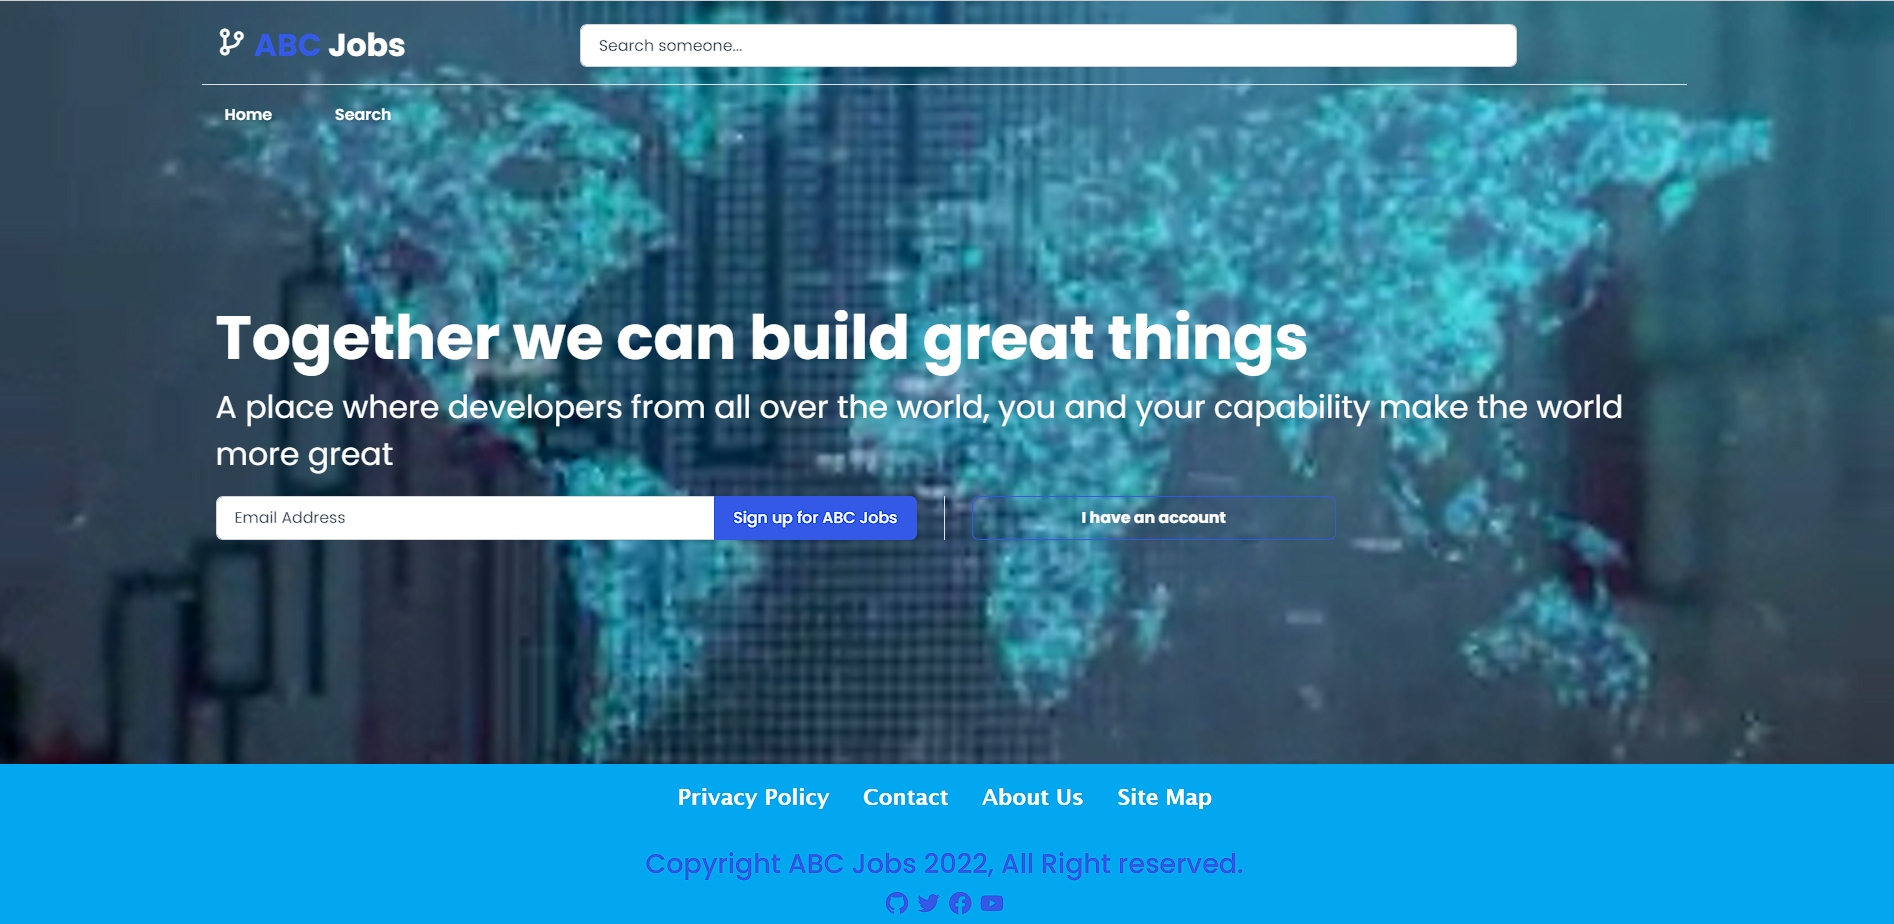 ABC Jobs
Search someone...
Home
Search
Together we can build great things
A place where developers from all over the world, you and your capability make the world
more great
Email Address
Sign up for ABC Jobs
I have an account
Privacy Policy
Contact
About Us
Site Map
Copyright ABC Jobs 2022, All Right reserved.